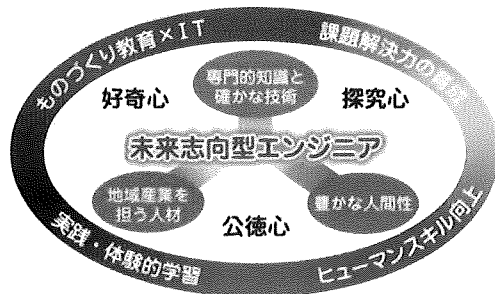 ものづくり教育×IT
課題解決力の
専門的知識と
確かな技術
好奇心
探究心
未来志向型エンジニア
地域産業を
担う人材
豊かな人間性
公徳心
実践・体験的学習
ヒューマンスキル向上